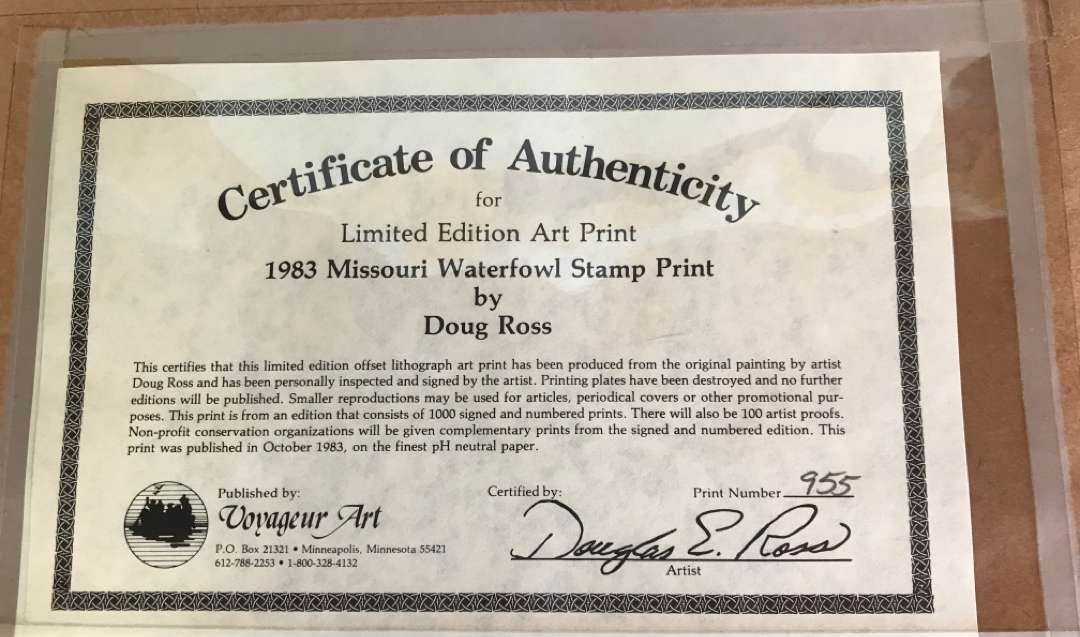 Certificate of Authenticity
for
Limited Edition Art Print
1983 Missouri Waterfowl Stamp Print
by
Doug Ross
This certifies that this limited edition offset lithograph art print has been produced from the original painting by artist
Doug Ross and has been personally inspected and signed by the artist. Printing plates have been destroyed and no further
editions will be published. Smaller reproductions may be used for articles, periodical covers or other promotional pur-
poses. This print is from an edition that consists of 1000 signed and numbered prints. There will also be 100 artist proofs.
Non-profit conservation organizations will be given complementary prints from the signed and numbered edition. This
print was published in October 1983, on the finest pH neutral paper.
Published by:
Voyageur Art
P.O. Box 21321 • Minneapolis, Minnesota 55421
612-788-2253 • 1-800-328-4132
Certified by:
Print Number 955
Douglas E. Ross
Artist